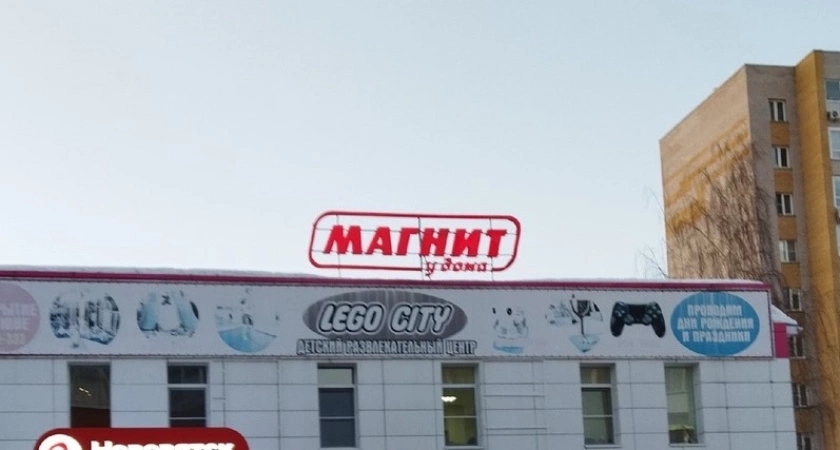 МАГНИТ
у дома
LEGO CITY
ДЕТСКИЙ РАЗВЛЕКАТЕЛЬНЫЙ ЦЕНТР
ПРОВОДИМ
ДНИ РОЖДЕНИЯ
И ПРАЗДНИКИ